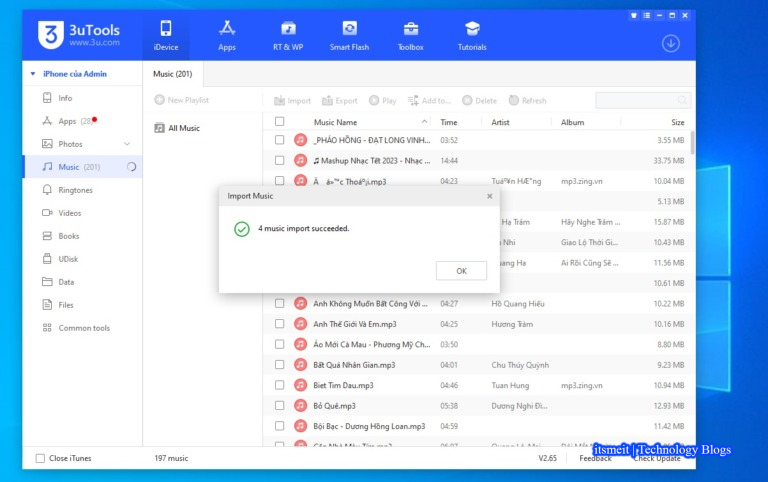 3uTools
www.3u.com
iDevice
Apps
RT & WP
Smart Flash
Toolbox
Tutorials
iPhone của Admin
Music (201)
Info
Apps (28)
Photos
Music (201)
Ringtones
Videos
Books
UDisk
Data
Files
Common tools
New Playlist
All Music
Import Export Play Add to... Delete Refresh
Music Name Time Artist Album Size
_PHÁO HỒNG - ĐẠT LONG VINH... 03:52 3.55 MB
♫ Mashup Nhạc Tết 2023 - Nhạc ... 14:44 33.75 MB
04:23 mp3.zing.vn 10.04 MB
5.13 MB
Hạ Trâm Hãy Nghe Trám ... 15.87 MB
Nhi Giao Lộ Thời Gi... 10.43 MB
uang Ha Ai Rồi Cũng Sẽ ... 11.56 MB
10.61 MB
Import Music
4 music import succeeded.
OK
Anh Không Muốn Bất Công Với ... 04:27 Hồ Quang Hiếu 10.22 MB
Anh Thế Giới Và Em.mp3 04:25 Hương Tràm 10.16 MB
Áo Mới Cà Mau - Phương Mỹ Ch... 03:50 8.80 MB
Bất Quá Nhân Gian.mp3 04:01 Chu Thúy Quỳnh 9.23 MB
Biet Tim Dau.mp3 04:46 Tuan Hung mp3.zing.vn 10.94 MB
Bỏ Quê.mp3 05:38 Dương Nghi Đì... 12.93 MB
Bội Bạc - Dương Hồng Loan.mp3 04:59 11.42 MB
Close iTunes
197 music
V2.65
Feedback
Check Update
itsmeit | Technology Blogs